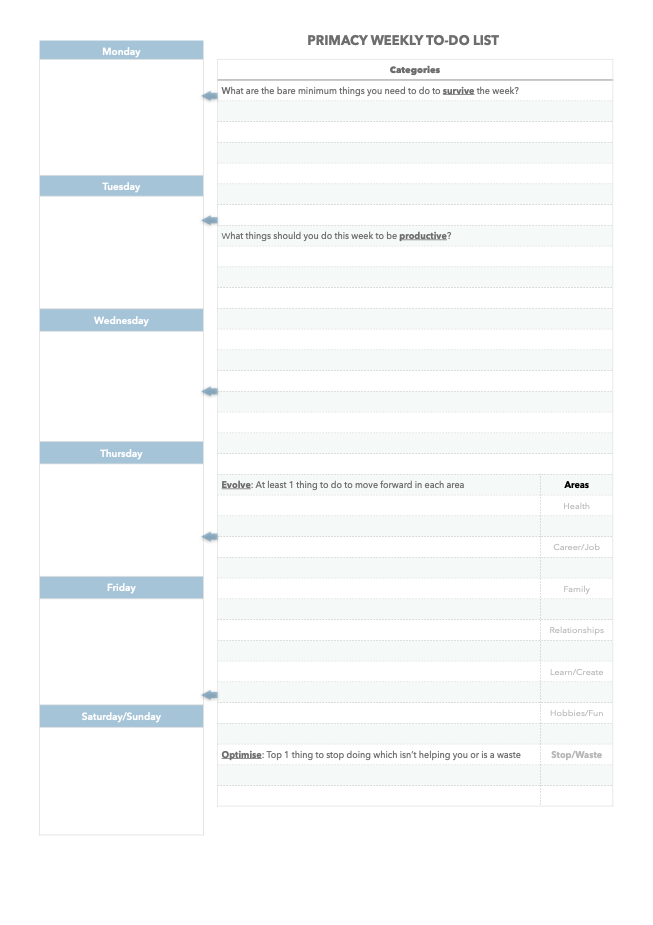 PRIMACY WEEKLY TO-DO LIST
Monday
Tuesday
Wednesday
Thursday
Friday
Saturday/Sunday
Categories
What are the bare minimum things you need to do to survive the week?
What things should you do this week to be productive?
Evolve: At least 1 thing to do to move forward in each area
Areas
Health
Career/Job
Family
Relationships
Learn/Create
Hobbies/Fun
Optimise: Top 1 thing to stop doing which isn't helping you or is a waste
Stop/Waste